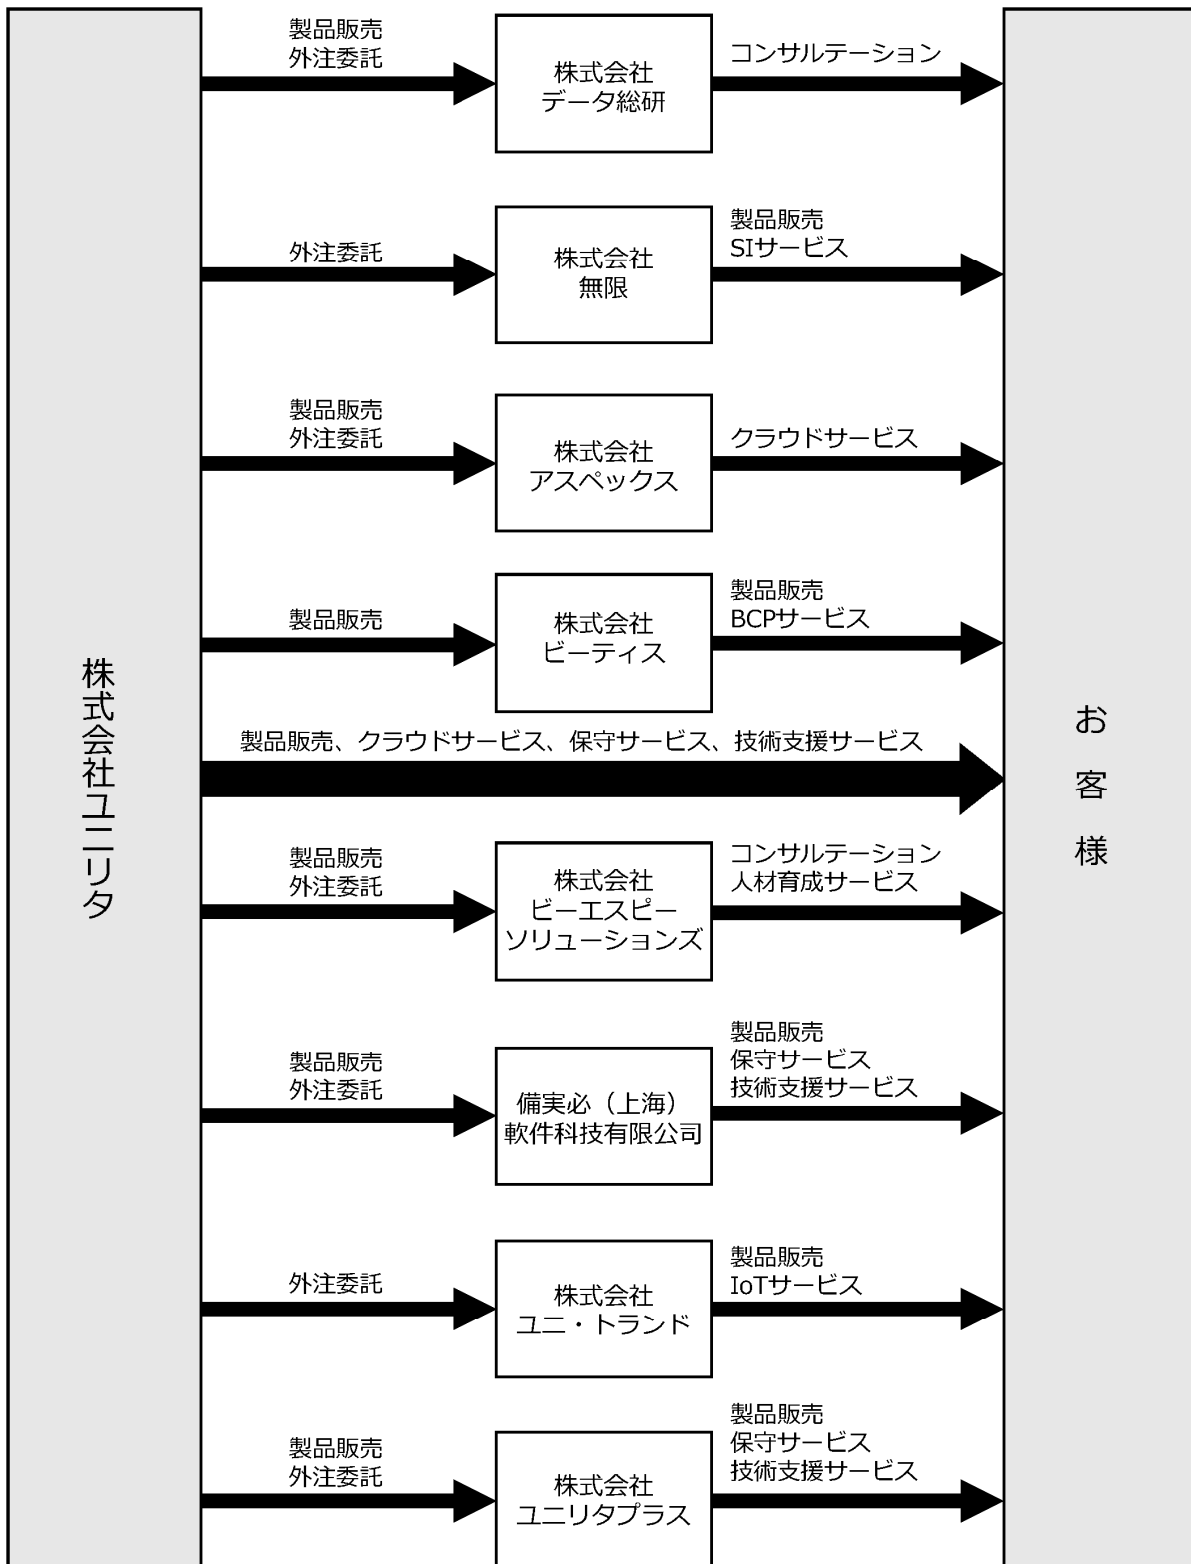 製品販売
外注委託
株式会社
データ総研
コンサルテーション
外注委託
株式会社
無限
製品販売
SIサービス
製品販売
外注委託
株式会社
アスペックス
クラウドサービス
製品販売
株式会社
ビーティス
製品販売
BCPサービス
株式会社ユニリタ
製品販売、クラウドサービス、保守サービス、技術支援サービス
お客様
製品販売
外注委託
株式会社
ビーエスピー
ソリューションズ
コンサルテーション
人材育成サービス
製品販売
外注委託
備実必（上海）
軟件科技有限公司
製品販売
保守サービス
技術支援サービス
外注委託
株式会社
ユニ・トランド
製品販売
IoTサービス
製品販売
外注委託
株式会社
ユニリタプラス
製品販売
保守サービス
技術支援サービス